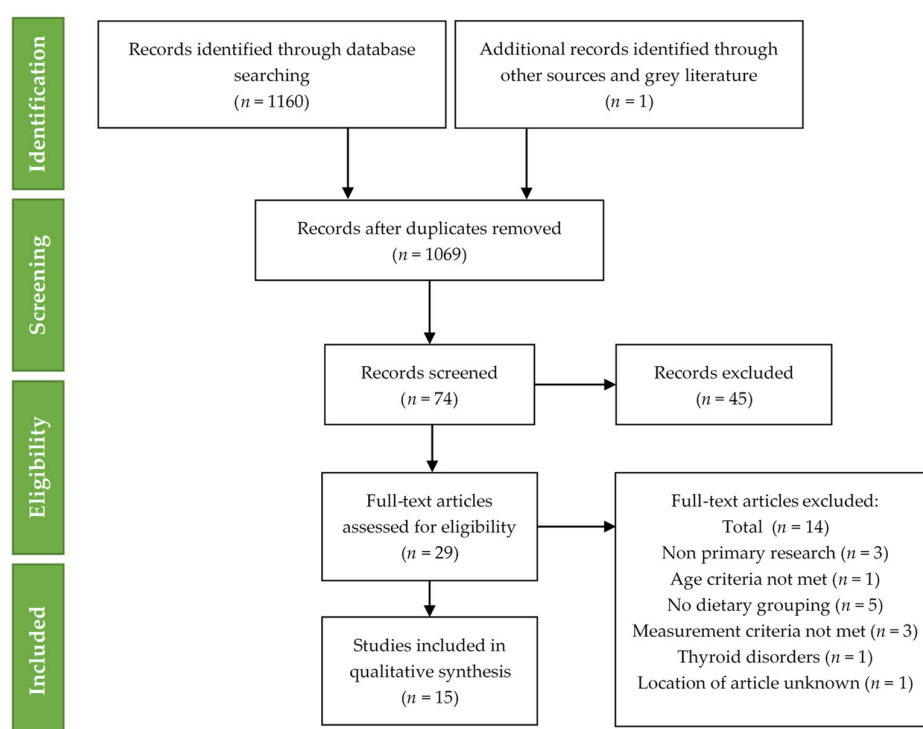 Identification
Records identified through database
searching
(n = 1160)
Additional records identified through
other sources and grey literature
(n = 1)
Screening
Records after duplicates removed
(n = 1069)
Records screened
(n = 74)
Records excluded
(n = 45)
Eligibility
Full-text articles
assessed for eligibility
(n = 29)
Full-text articles excluded:
Total (n = 14)
Non primary research (n = 3)
Age criteria not met (n = 1)
No dietary grouping (n = 5)
Measurement criteria not met (n = 3)
Thyroid disorders (n = 1)
Location of article unknown (n = 1)
Included
Studies included in
qualitative synthesis
(n = 15)